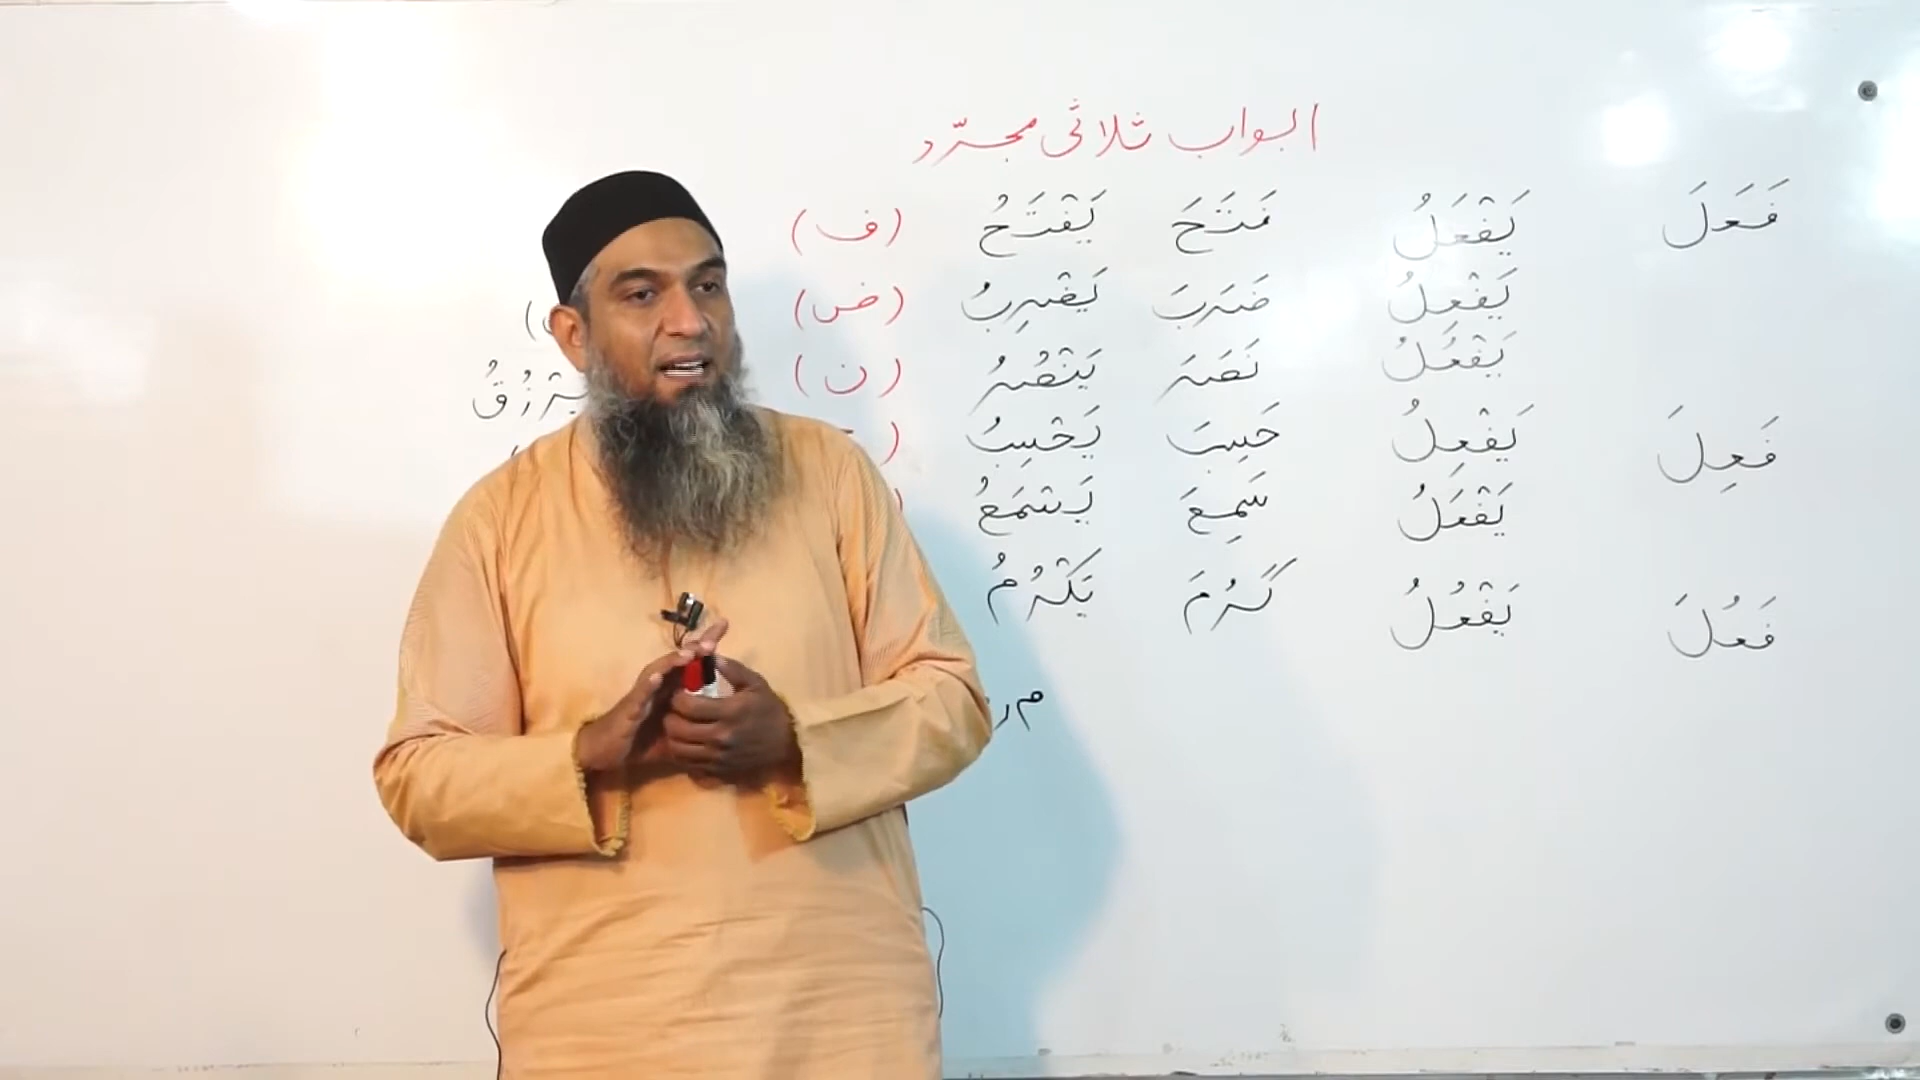 ابواب ثلاثی مجرّد
فَعَلَ يَفْعَلُ فَتَحَ يَفْتَحُ (ف)
يَفْعِلُ ضَرَبَ يَضْرِبُ (ض)
يَفْعُلُ نَصَرَ يَنْصُرُ (ن) يَرْزُقُ
فَعِلَ يَفْعِلُ حَسِبَ يَحْسِبُ
يَفْعَلُ سَمِعَ يَسْمَعُ
فَعُلَ يَفْعُلُ كَرُمَ يَكْرُمُ